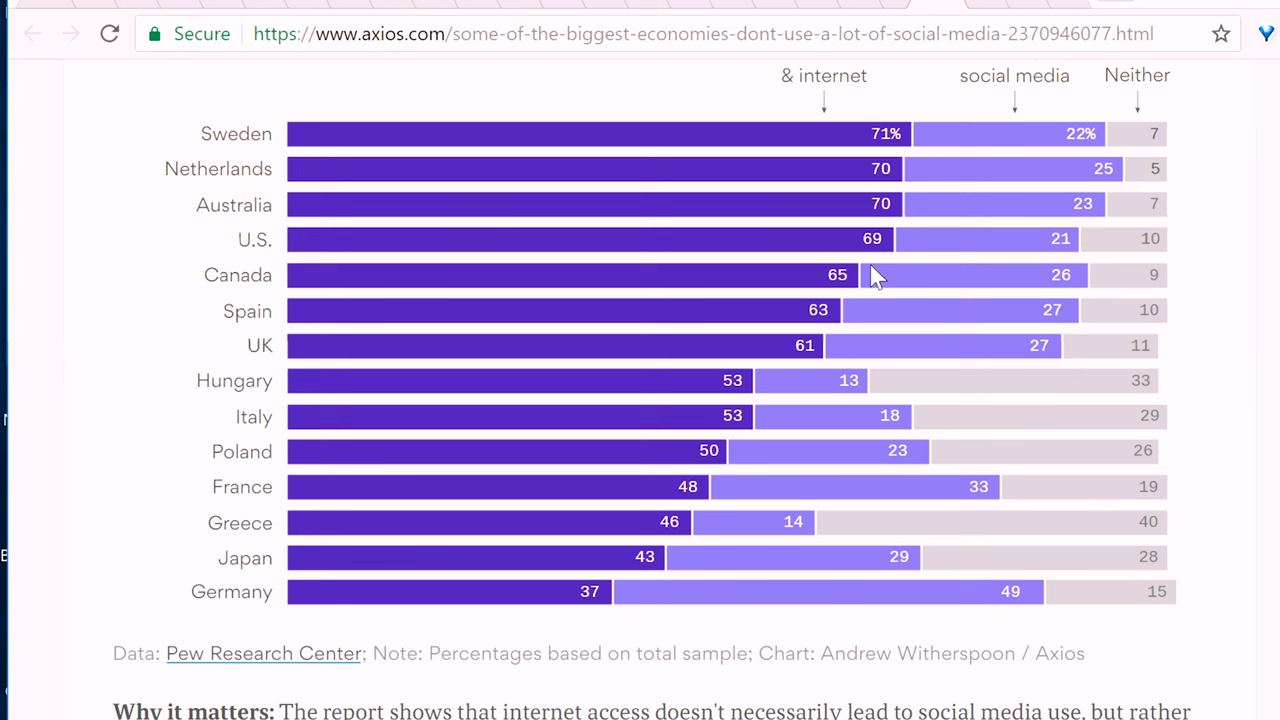 Secure https://www.axios.com/some-of-the-biggest-economies-dont-use-a-lot-of-social-media-2370946077.html
& internet social media Neither
Sweden 71% 22% 7
Netherlands 70 25 5
Australia 70 23 7
U.S. 69 21 10
Canada 65 26 9
Spain 63 27 10
UK 61 27 11
Hungary 53 13 33
Italy 53 18 29
Poland 50 23 26
France 48 33 19
Greece 46 14 40
Japan 43 29 28
Germany 37 49 15
Data: Pew Research Center; Note: Percentages based on total sample; Chart: Andrew Witherspoon / Axios
Why it matters: The report shows that internet access doesn't necessarily lead to social media use, but rather